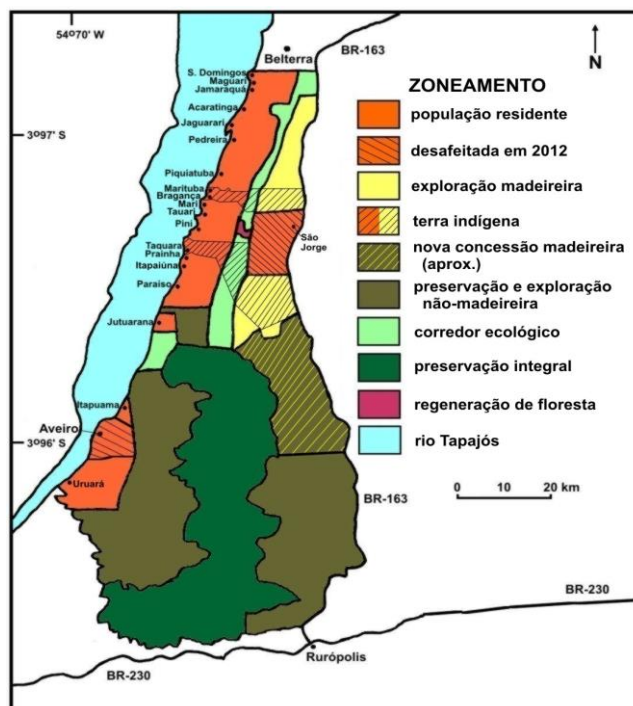 54º70' W
Belterra
BR-163
N
S. Domingos
Maguari
Jamaraquá
Acaratinga
Jaguarari
3º97' S
Pedreira
Piquiatuba
Marituba
Bragança
Mari
Tauari
Pini
São
Jorge
Taquara
Prainha
Itapaiúna
Paraíso
Jutuarana
Itapuama
Aveiro
3º96' S
Uruará
BR-163
BR-230
Rurópolis
BR-230
ZONEAMENTO
população residente
desafeitada em 2012
exploração madeireira
terra indígena
nova concessão madeireira
(aprox.)
preservação e exploração
não-madeireira
corredor ecológico
preservação integral
regeneração de floresta
rio Tapajós
0 10 20 km